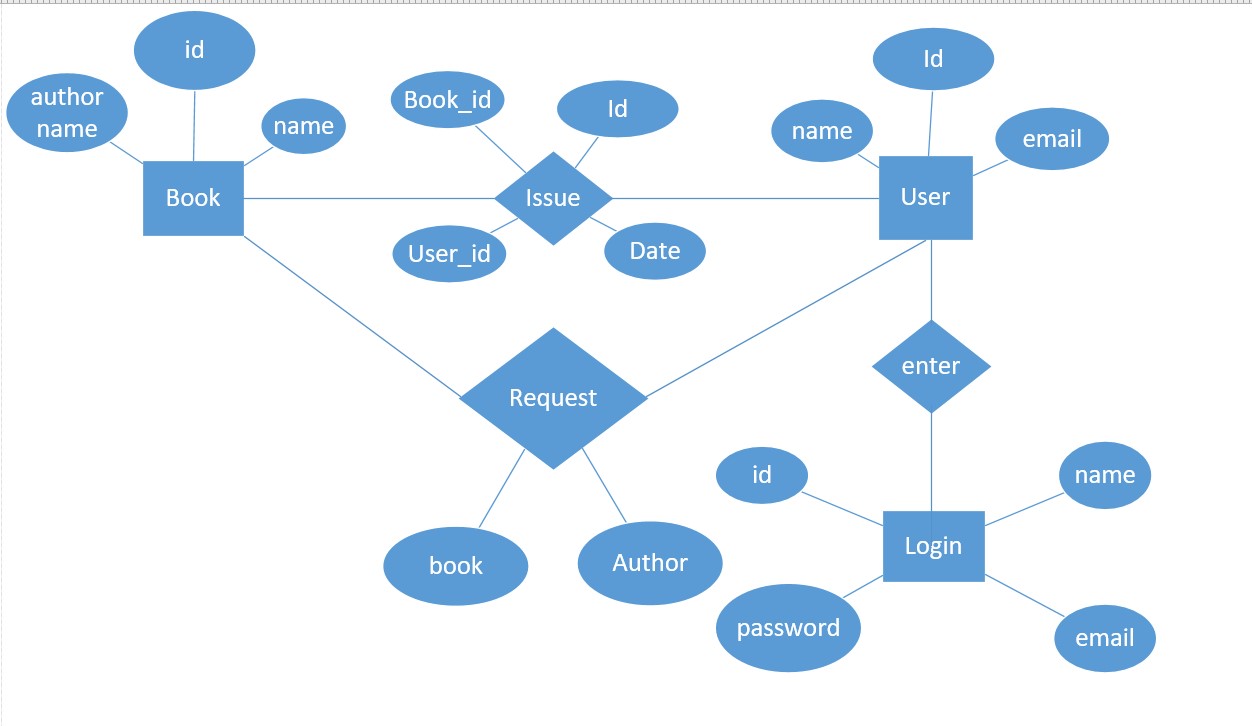 id
author
name
name
Book
Book_id
Id
Issue
User_id
Date
Id
name
email
User
Request
book
Author
enter
id
name
Login
password
email